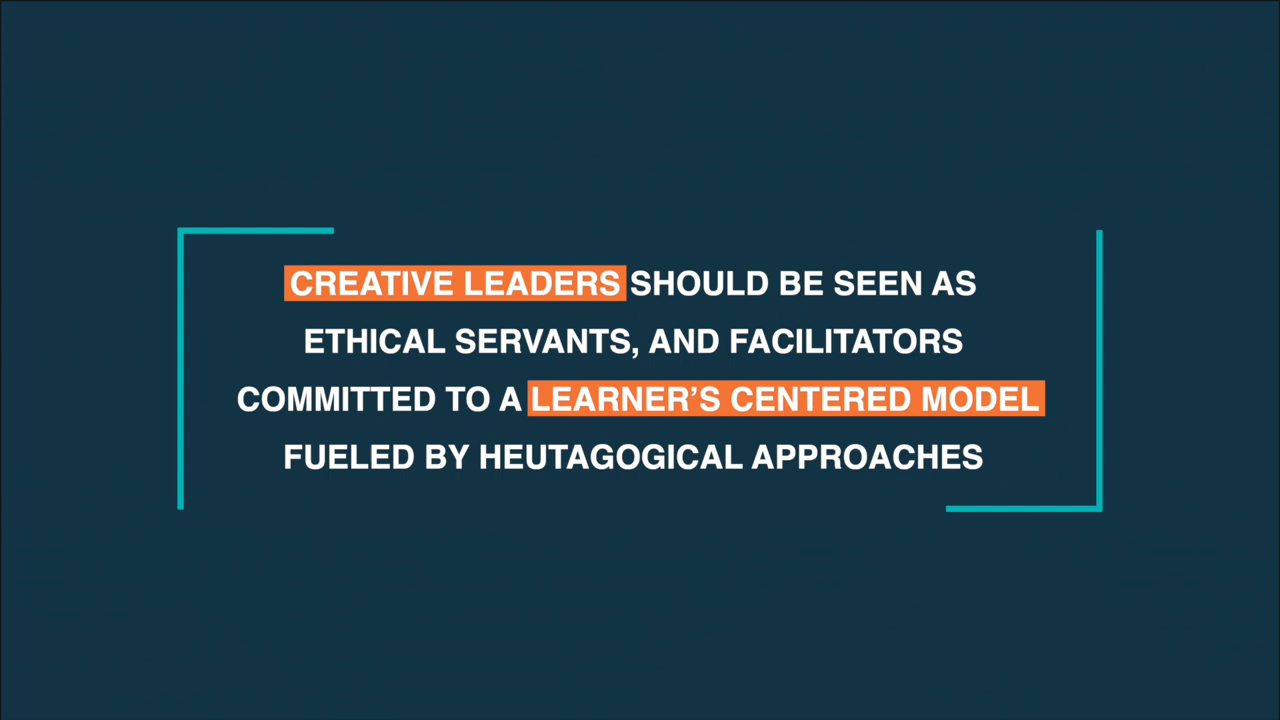 CREATIVE LEADERS SHOULD BE SEEN AS
ETHICAL SERVANTS, AND FACILITATORS
COMMITTED TO A LEARNER’S CENTERED MODEL
FUELED BY HEUTAGOGICAL APPROACHES